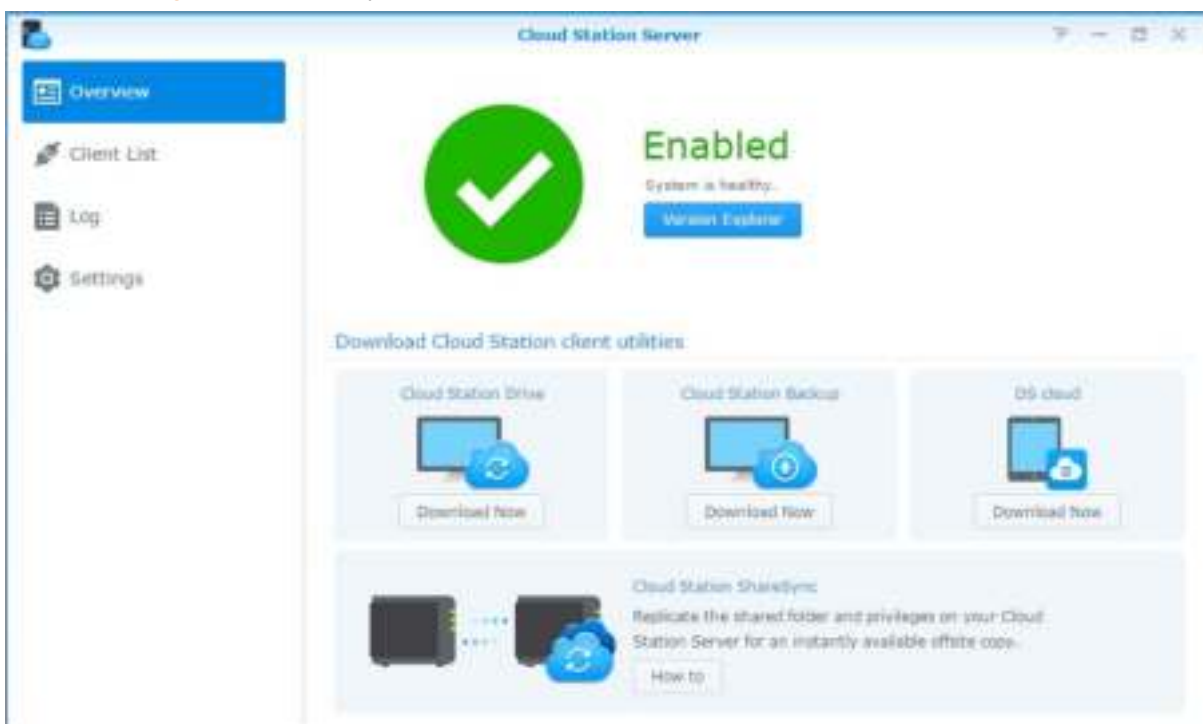 Cloud Station Server
Overview
Client List
Log
Settings
Enabled
System is healthy.
Version Explorer
Download Cloud Station client utilities
Cloud Station Drive
Cloud Station Backup
DS cloud
Download Now
Download Now
Download Now
Cloud Station ShareSync
Replicate the shared folder and privileges on your Cloud
Station Server for an instantly available offsite copy.
How to